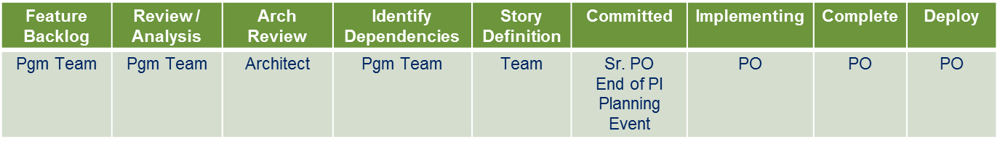 Feature Backlog
Review / Analysis
Arch Review
Identify Dependencies
Story Definition
Committed
Implementing
Complete
Deploy
Pgm Team
Pgm Team
Architect
Pgm Team
Team
Sr. PO
End of PI
Planning
Event
PO
PO
PO